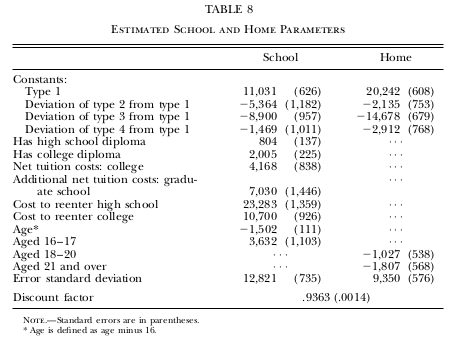 TABLE 8
Estimated School and Home Parameters
School Home
Constants:
Type 1 11,031 (626) 20,242 (608)
Deviation of type 2 from type 1 −5,364 (1,182) −2,135 (753)
Deviation of type 3 from type 1 −8,900 (957) −14,678 (679)
Deviation of type 4 from type 1 −1,469 (1,011) −2,912 (768)
Has high school diploma 804 (137) ···
Has college diploma 2,005 (225) ···
Net tuition costs: college 4,168 (838) ···
Additional net tuition costs: gradu- ···
ate school 7,030 (1,446)
Cost to reenter high school 23,283 (1,359) ···
Cost to reenter college 10,700 (926) ···
Age* −1,502 (111) ···
Aged 16–17 3,632 (1,103) ···
Aged 18–20 ··· −1,027 (538)
Aged 21 and over ··· −1,807 (568)
Error standard deviation 12,821 (735) 9,350 (576)
Discount factor .9363 (.0014)
Note.—Standard errors are in parentheses.
* Age is defined as age minus 16.